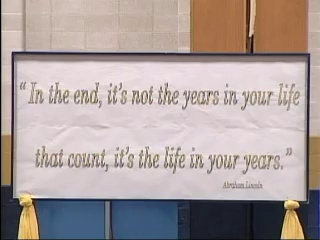 “In the end, it's not the years in your life
that count, it's the life in your years.”
Abraham Lincoln